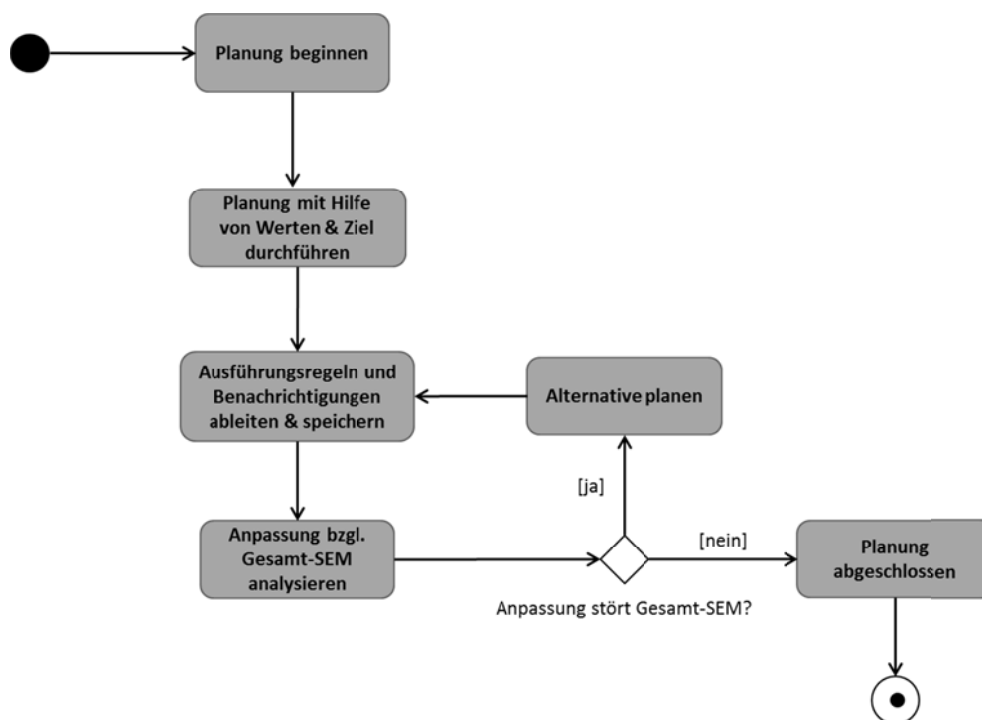 Planung beginnen
Planung mit Hilfe
von Werten & Ziel
durchführen
Ausführungsregeln und
Benachrichtigungen
ableiten & speichern
Alternative planen
[ja]
Anpassung bzgl.
Gesamt-SEM
analysieren
[nein]
Planung
abgeschlossen
Anpassung stört Gesamt-SEM?